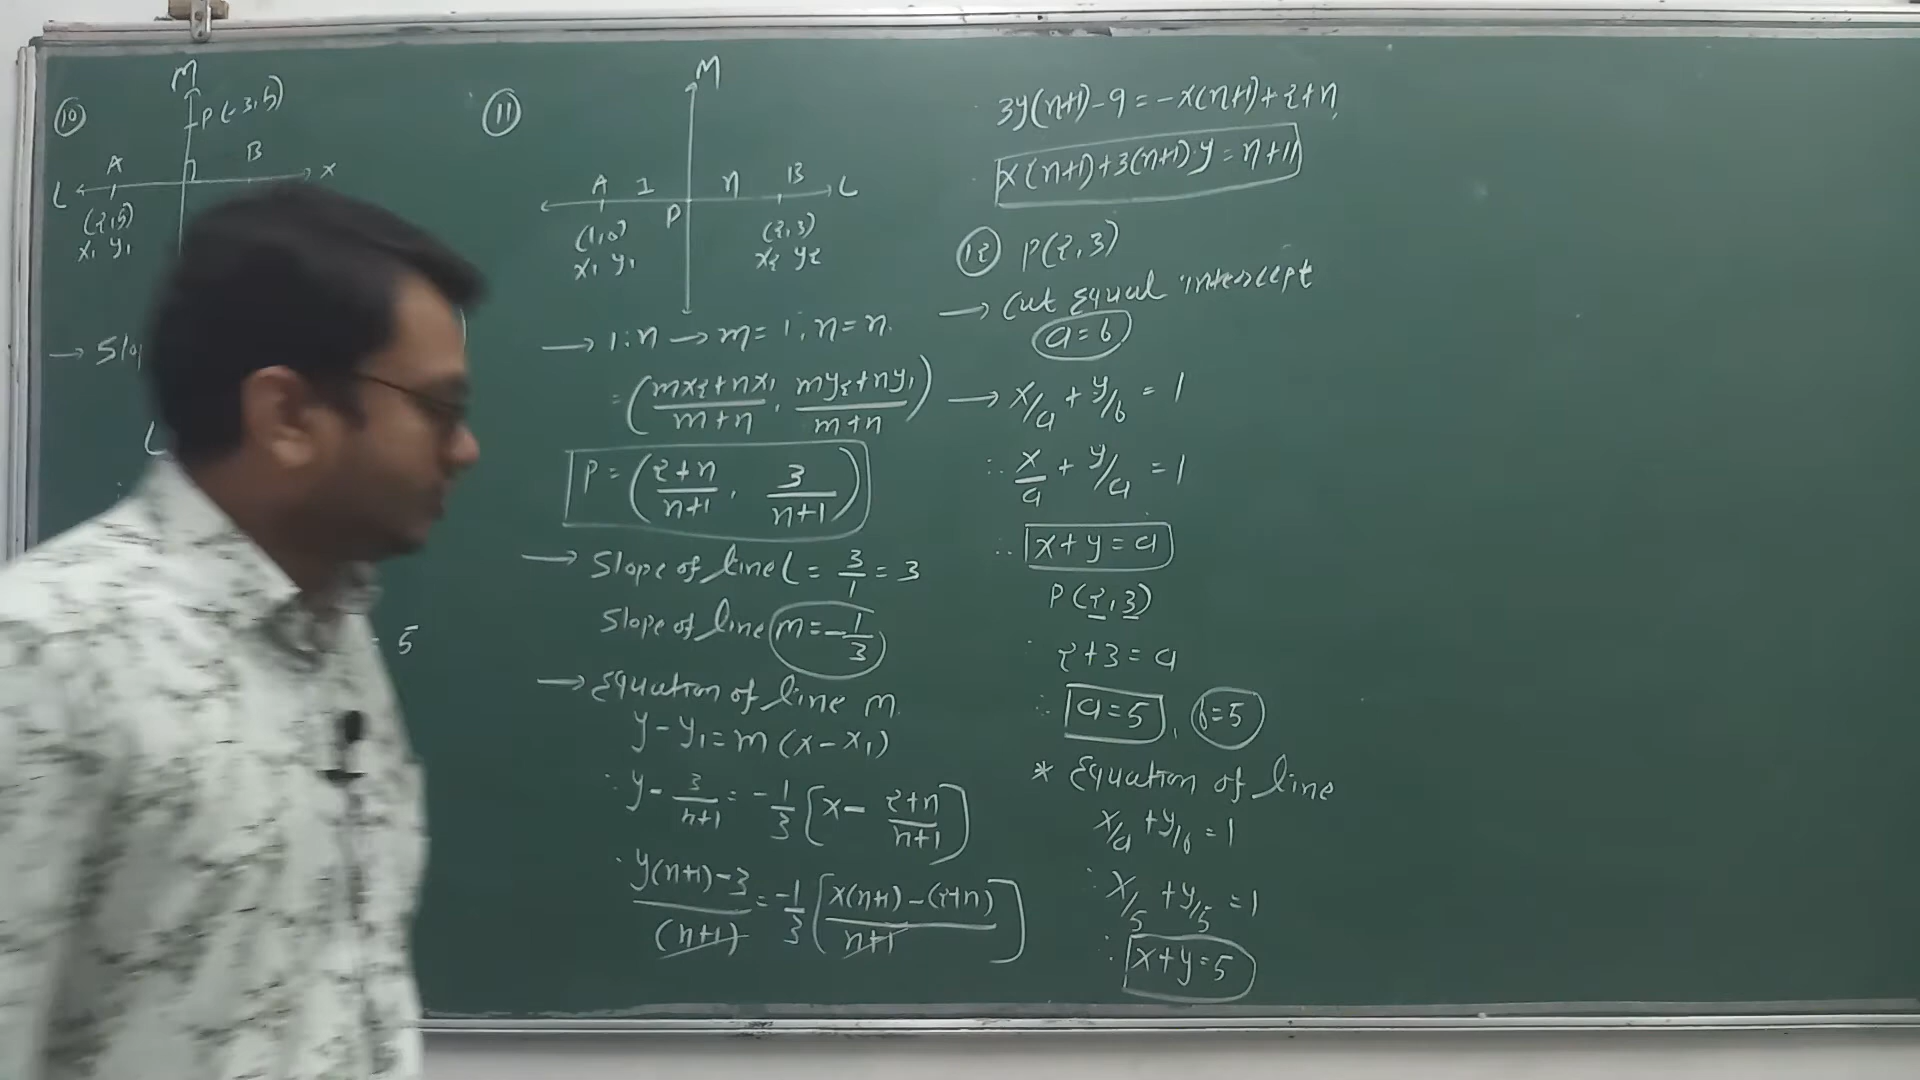 ⑩
M
P(-3,5)
A
B
L
x
(2,5)
x₁ y₁
→
= 5
⑪
M
A 1 n B L
P
(1,0) (2,3)
x₁ y₁ x₂ y₂
→ 1:n → m=1, n=n.
= (mx₂+nx₁/m+n, my₂+ny₁/m+n)
P = (2+n/n+1, 3/n+1)
→ Slope of line L = 3/1 = 3
Slope of line m = -1/3
→ Equation of line m
y-y₁=m(x-x₁)
∴ y - 3/n+1 = -1/3 [x - 2+n/n+1]
∴ y(n+1)-3/(n+1) = -1/3 [x(n+1)-(2+n)/n+1]
3y(n+1)-9=-x(n+1)+2+n
x(n+1)+3(n+1)y=n+11
⑫ P(2,3)
→ Cut Equal intercept
a=b
→ x/a + y/b = 1
∴ x/a + y/a = 1
∴ x+y=a
P(2,3)
∴ 2+3=a
∴ a=5, b=5
* Equation of line
x/a + y/b = 1
∴ x/5 + y/5 = 1
∴ x+y=5